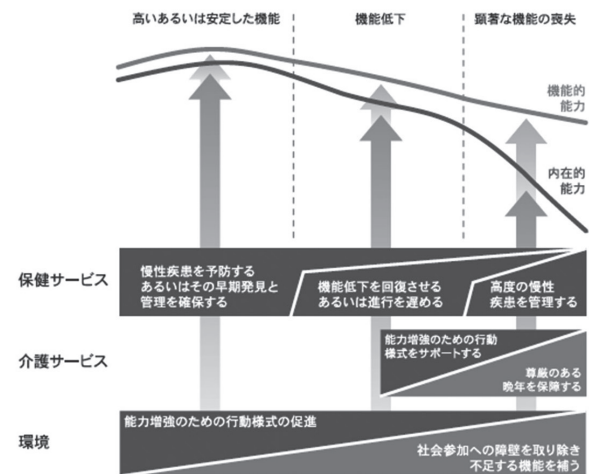 高いあるいは安定した機能
機能低下
顕著な機能の喪失
機能的
能力
内在的
能力
保健サービス
慢性疾患を予防する
あるいはその早期発見と
管理を確保する
機能低下を回復させる
あるいは進行を遅める
高度の慢性
疾患を管理する
介護サービス
能力増強のための行動
様式をサポートする
尊厳のある
晩年を保障する
環境
能力増強のための行動様式の促進
社会参加への障壁を取り除き
不足する機能を補う